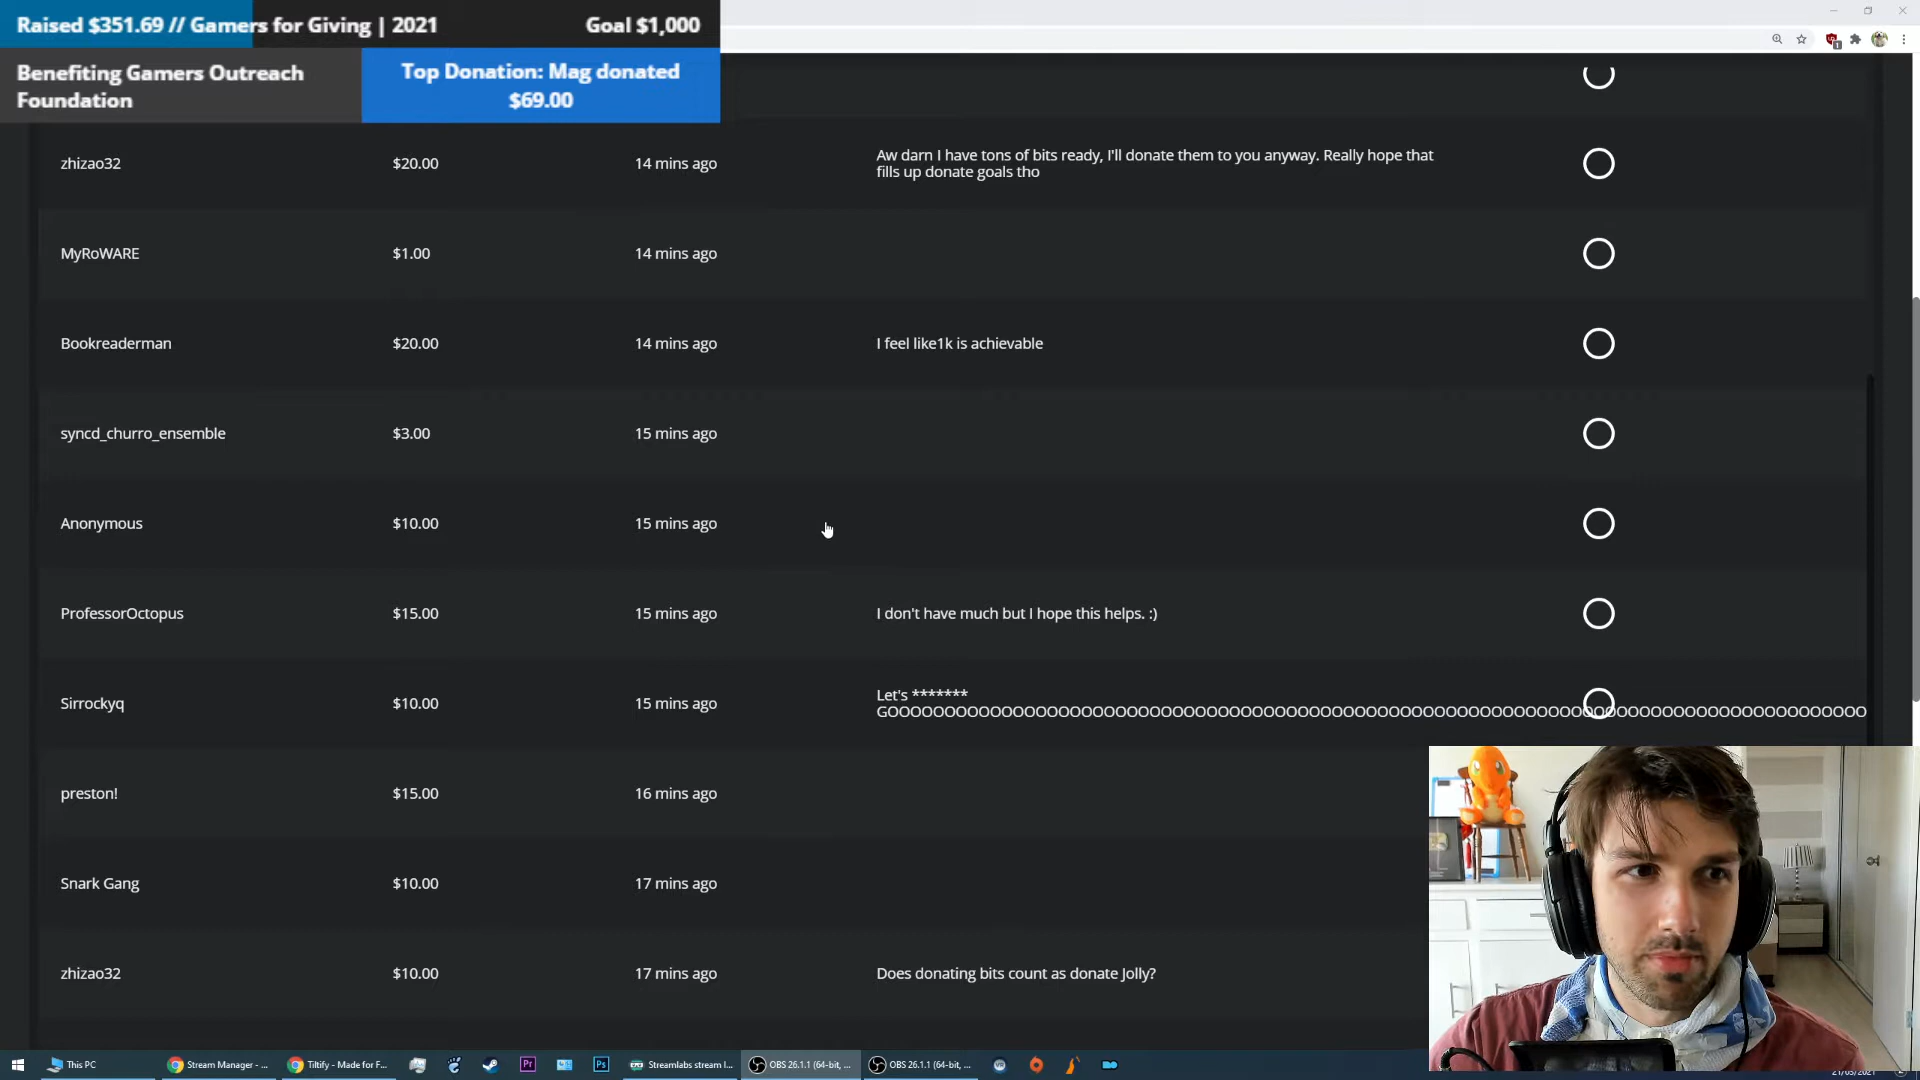 Raised $351.69 // Gamers for Giving | 2021
Goal $1,000
Benefiting Gamers Outreach
Foundation
Top Donation: Mag donated
$69.00
zhizao32 $20.00 14 mins ago Aw darn I have tons of bits ready, I'll donate them to you anyway. Really hope that
fills up donate goals tho
MyRoWARE $1.00 14 mins ago
Bookreaderman $20.00 14 mins ago I feel like1k is achievable
syncd_churro_ensemble $3.00 15 mins ago
Anonymous $10.00 15 mins ago
ProfessorOctopus $15.00 15 mins ago I don't have much but I hope this helps. :)
Sirrockyq $10.00 15 mins ago Let's *******
GOOOOOOOOOOOOOOOOOOOOOOOOOOOOOOOOOOOOOOOOOOOOOOOOOOOOOOOOOOOOOOOOOOOOOOOOOOOOOOOOOOOOO
preston! $15.00 16 mins ago
Snark Gang $10.00 17 mins ago
zhizao32 $10.00 17 mins ago Does donating bits count as donate Jolly?
This PC Stream Manager - ... Tiltify - Made for F... Pr Ps Streamlabs stream l... OBS 26.1.1 (64-bit, ... OBS 26.1.1 (64-bit, ...